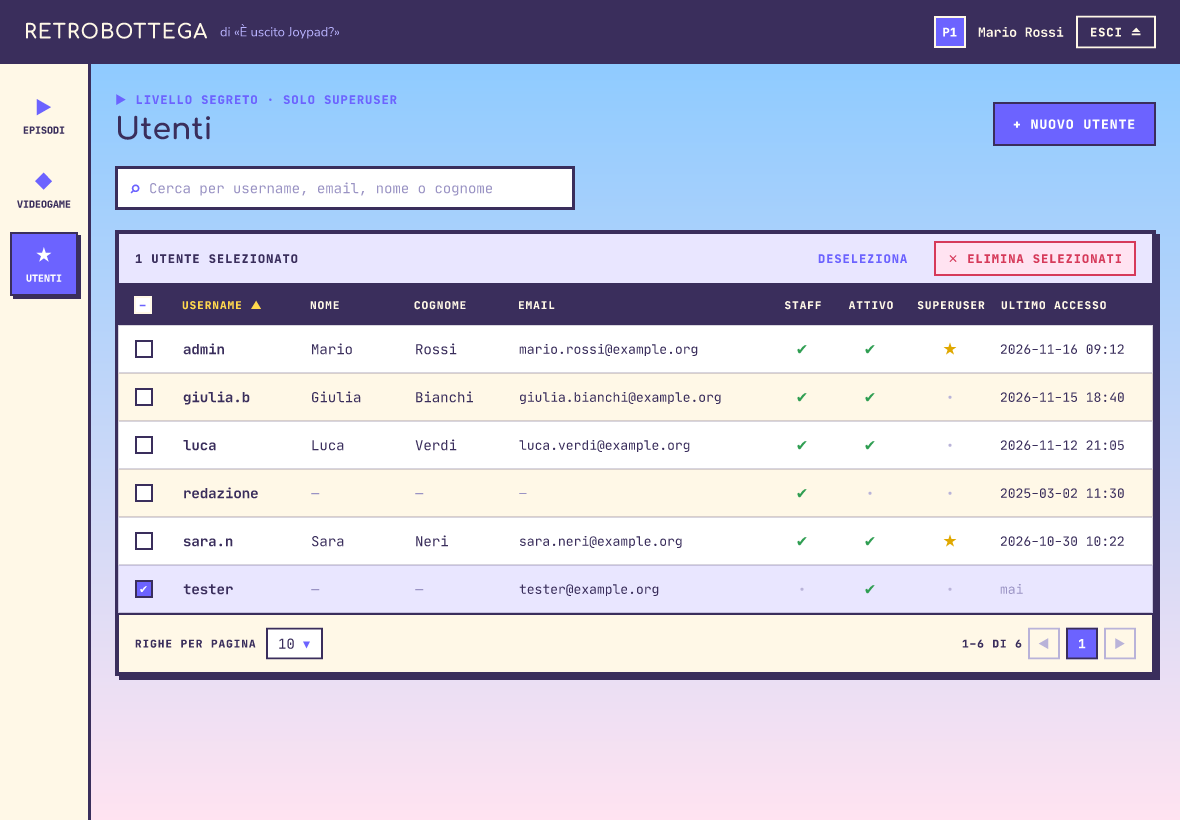 RETROBOTTEGA di «È uscito Joypad?» P1 Mario Rossi ESCI ⏏
▶ LIVELLO SEGRETO · SOLO SUPERUSER
Utenti
+ NUOVO UTENTE
EPISODI
VIDEOGAME
UTENTI
Cerca per username, email, nome o cognome
1 UTENTE SELEZIONATO DESELEZIONA ✕ ELIMINA SELEZIONATI
USERNAME ▲ NOME COGNOME EMAIL STAFF ATTIVO SUPERUSER ULTIMO ACCESSO
admin Mario Rossi mario.rossi@example.org ✔ ✔ ★ 2026-11-16 09:12
giulia.b Giulia Bianchi giulia.bianchi@example.org ✔ ✔ · 2026-11-15 18:40
luca Luca Verdi luca.verdi@example.org ✔ ✔ · 2026-11-12 21:05
redazione — — — ✔ · · 2025-03-02 11:30
sara.n Sara Neri sara.neri@example.org ✔ ✔ ★ 2026-10-30 10:22
tester — — tester@example.org · ✔ · mai
RIGHE PER PAGINA 10 ▼ 1–6 DI 6 ◀ 1 ▶